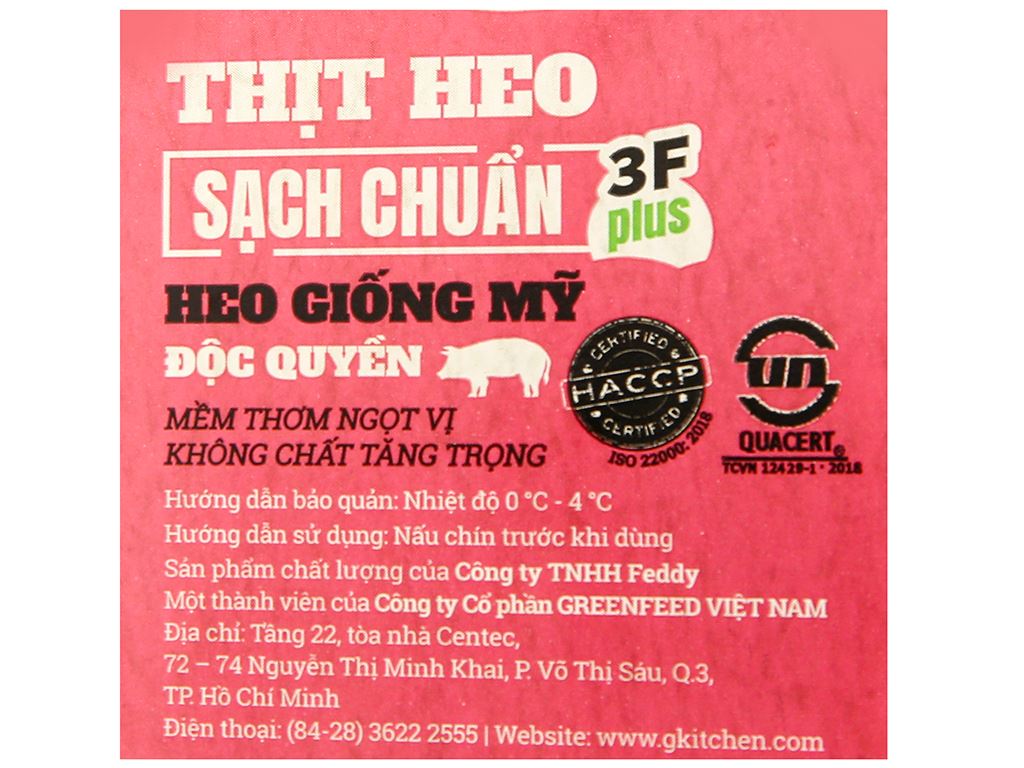 THỊT HEO
SẠCH CHUẨN
3F
plus
HEO GIỐNG MỸ
ĐỘC QUYỀN
MỀM THƠM NGỌT VỊ
KHÔNG CHẤT TĂNG TRỌNG
CERTIFIED
HACCP
CERTIFIED
ISO 22000: 2018
un
QUACERT®
TCVN 12429-1 - 2018
Hướng dẫn bảo quản: Nhiệt độ 0 °C - 4 °C
Hướng dẫn sử dụng: Nấu chín trước khi dùng
Sản phẩm chất lượng của Công ty TNHH Feddy
Một thành viên của Công ty Cổ phần GREENFEED VIỆT NAM
Địa chỉ: Tầng 22, tòa nhà Centec,
72 – 74 Nguyễn Thị Minh Khai, P. Võ Thị Sáu, Q.3,
TP. Hồ Chí Minh
Điện thoại: (84-28) 3622 2555 | Website: www.gkitchen.com